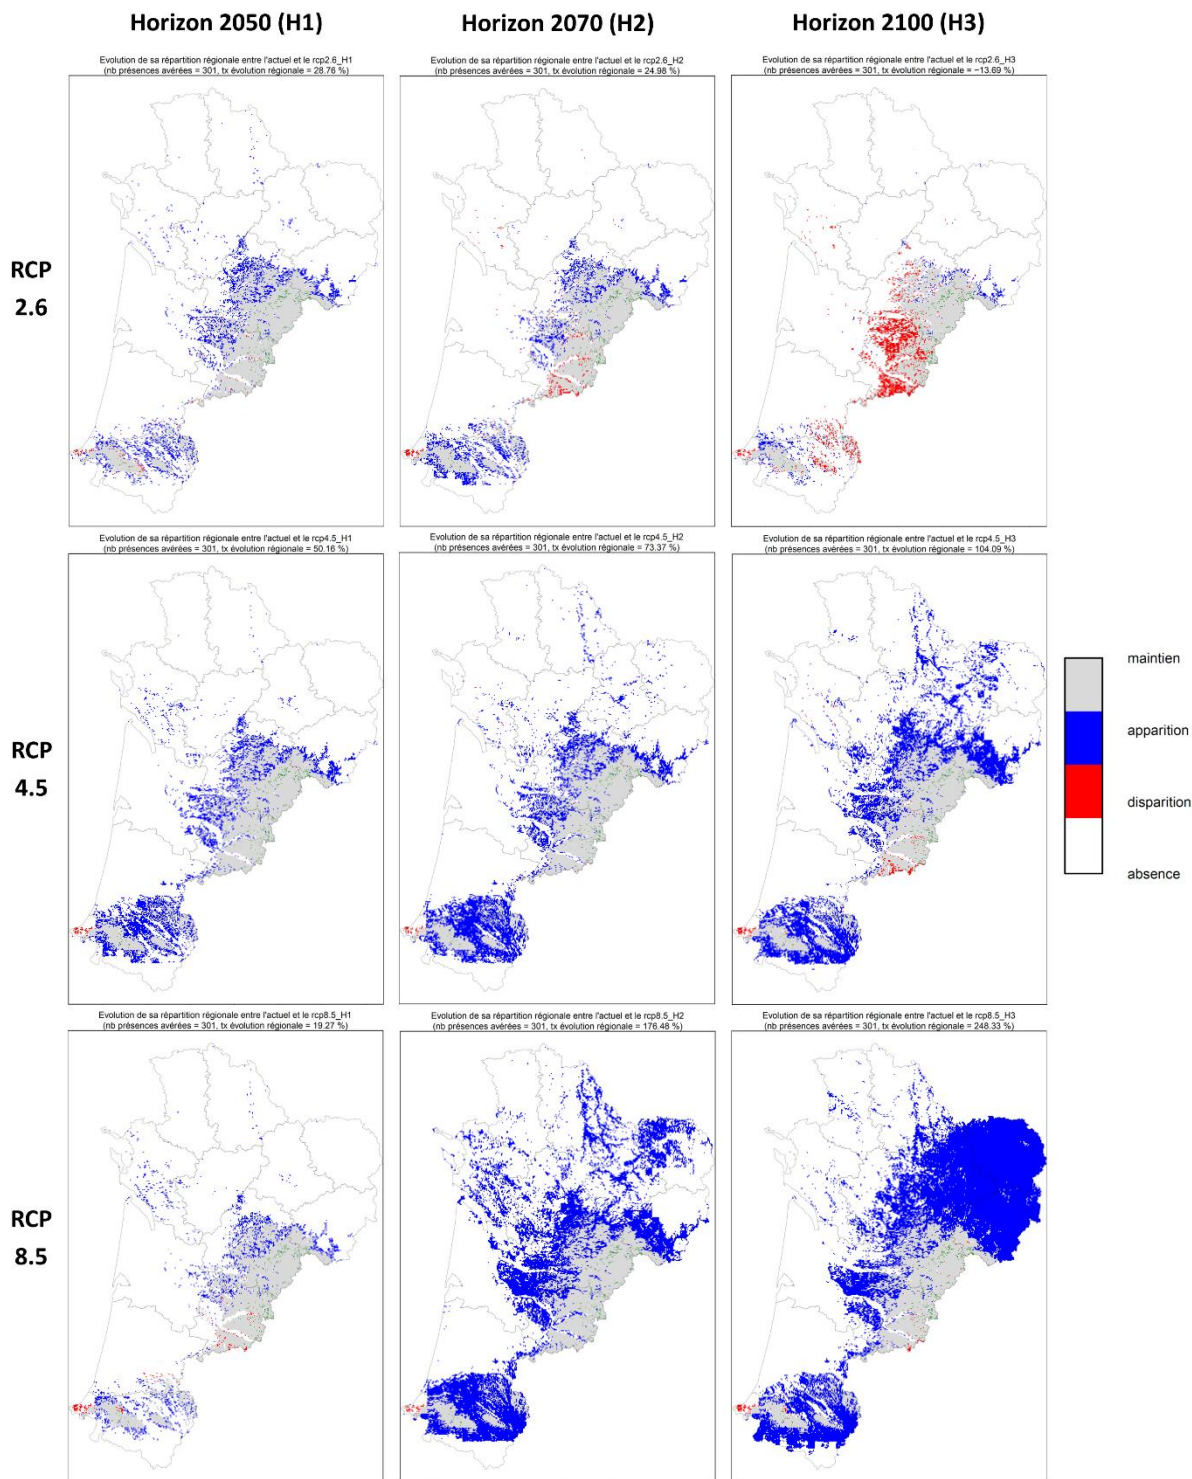 Horizon 2050 (H1)
Horizon 2070 (H2)
Horizon 2100 (H3)
Evolution de sa répartition régionale entre l'actuel et le rcp2.6_H1
(nb présences avérées = 301, tx évolution régionale = 28.76 %)
Evolution de sa répartition régionale entre l'actuel et le rcp2.6_H2
(nb présences avérées = 301, tx évolution régionale = 24.98 %)
Evolution de sa répartition régionale entre l'actuel et le rcp2.6_H3
(nb présences avérées = 301, tx évolution régionale = −13.69 %)
RCP
2.6
Evolution de sa répartition régionale entre l'actuel et le rcp4.5_H1
(nb présences avérées = 301, tx évolution régionale = 50.16 %)
Evolution de sa répartition régionale entre l'actuel et le rcp4.5_H2
(nb présences avérées = 301, tx évolution régionale = 73.37 %)
Evolution de sa répartition régionale entre l'actuel et le rcp4.5_H3
(nb présences avérées = 301, tx évolution régionale = 104.09 %)
RCP
4.5
maintien
apparition
disparition
absence
Evolution de sa répartition régionale entre l'actuel et le rcp8.5_H1
(nb présences avérées = 301, tx évolution régionale = 19.27 %)
Evolution de sa répartition régionale entre l'actuel et le rcp8.5_H2
(nb présences avérées = 301, tx évolution régionale = 176.48 %)
Evolution de sa répartition régionale entre l'actuel et le rcp8.5_H3
(nb présences avérées = 301, tx évolution régionale = 248.33 %)
RCP
8.5